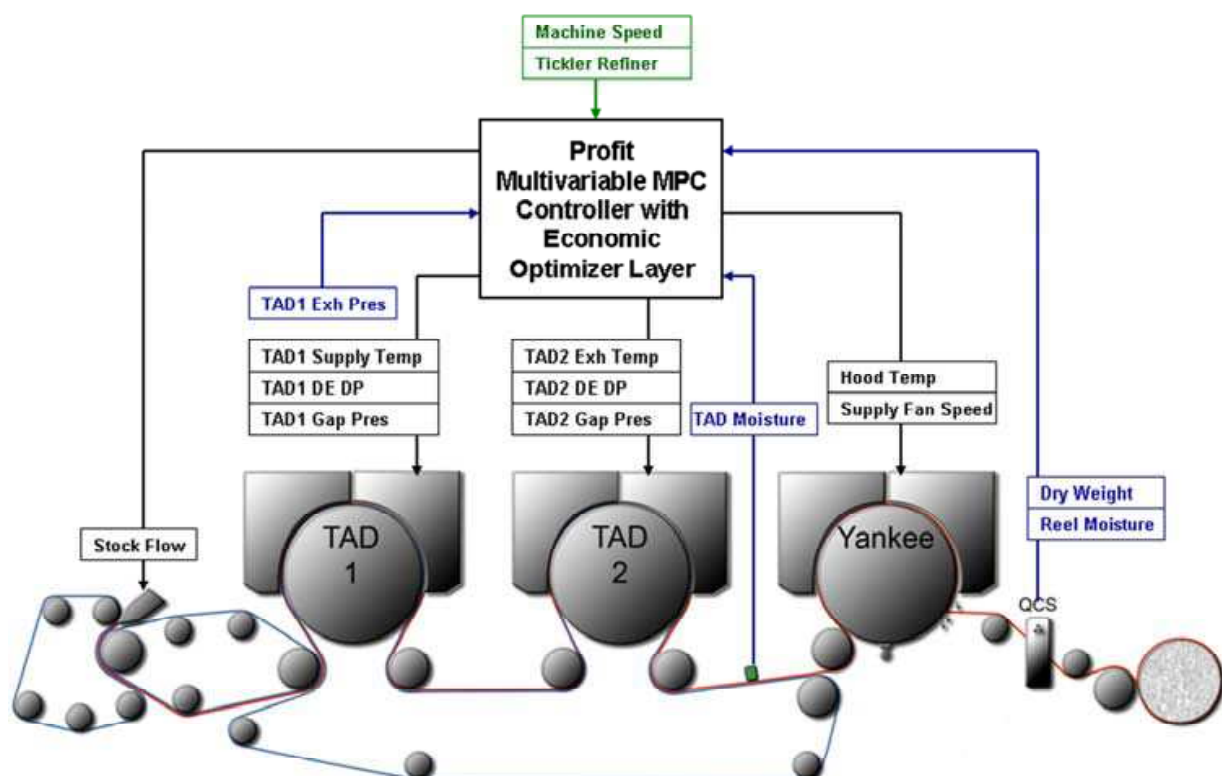 Machine Speed
Tickler Refiner
Profit
Multivariable MPC
Controller with
Economic
Optimizer Layer
TAD1 Exh Pres
TAD1 Supply Temp
TAD1 DE DP
TAD1 Gap Pres
TAD2 Exh Temp
TAD2 DE DP
TAD2 Gap Pres
TAD Moisture
Hood Temp
Supply Fan Speed
Dry Weight
Reel Moisture
Stock Flow
TAD
1
TAD
2
Yankee
QCS